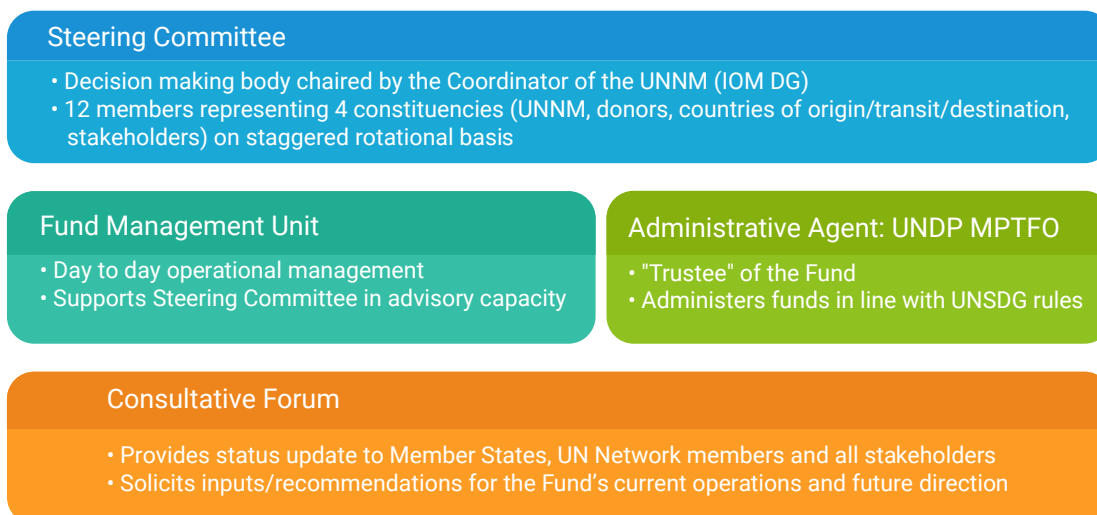 Steering Committee
• Decision making body chaired by the Coordinator of the UNNM (IOM DG)
• 12 members representing 4 constituencies (UNNM, donors, countries of origin/transit/destination,
stakeholders) on staggered rotational basis
Fund Management Unit
• Day to day operational management
• Supports Steering Committee in advisory capacity
Administrative Agent: UNDP MPTFO
• "Trustee" of the Fund
• Administers funds in line with UNSDG rules
Consultative Forum
• Provides status update to Member States, UN Network members and all stakeholders
• Solicits inputs/recommendations for the Fund’s current operations and future direction